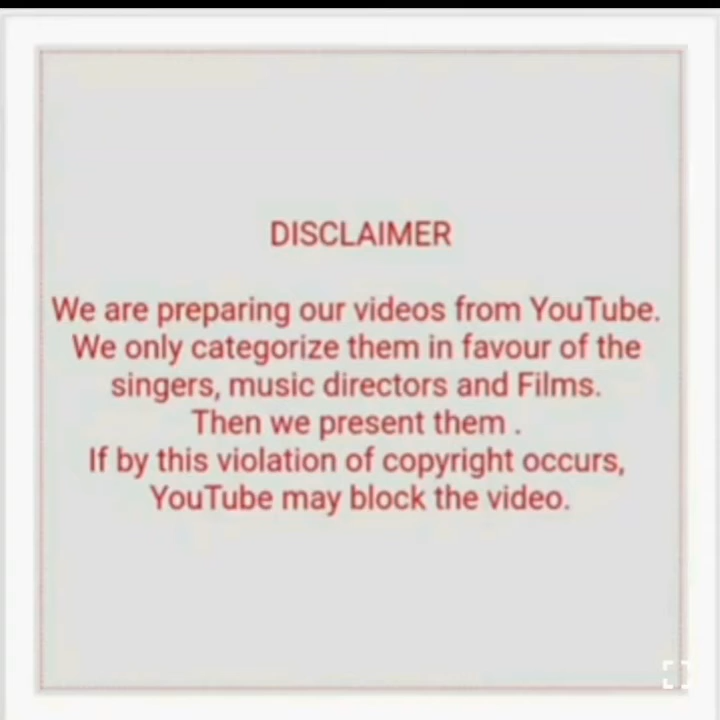 DISCLAIMER
We are preparing our videos from YouTube.
We only categorize them in favour of the
singers, music directors and Films.
Then we present them .
If by this violation of copyright occurs,
YouTube may block the video.